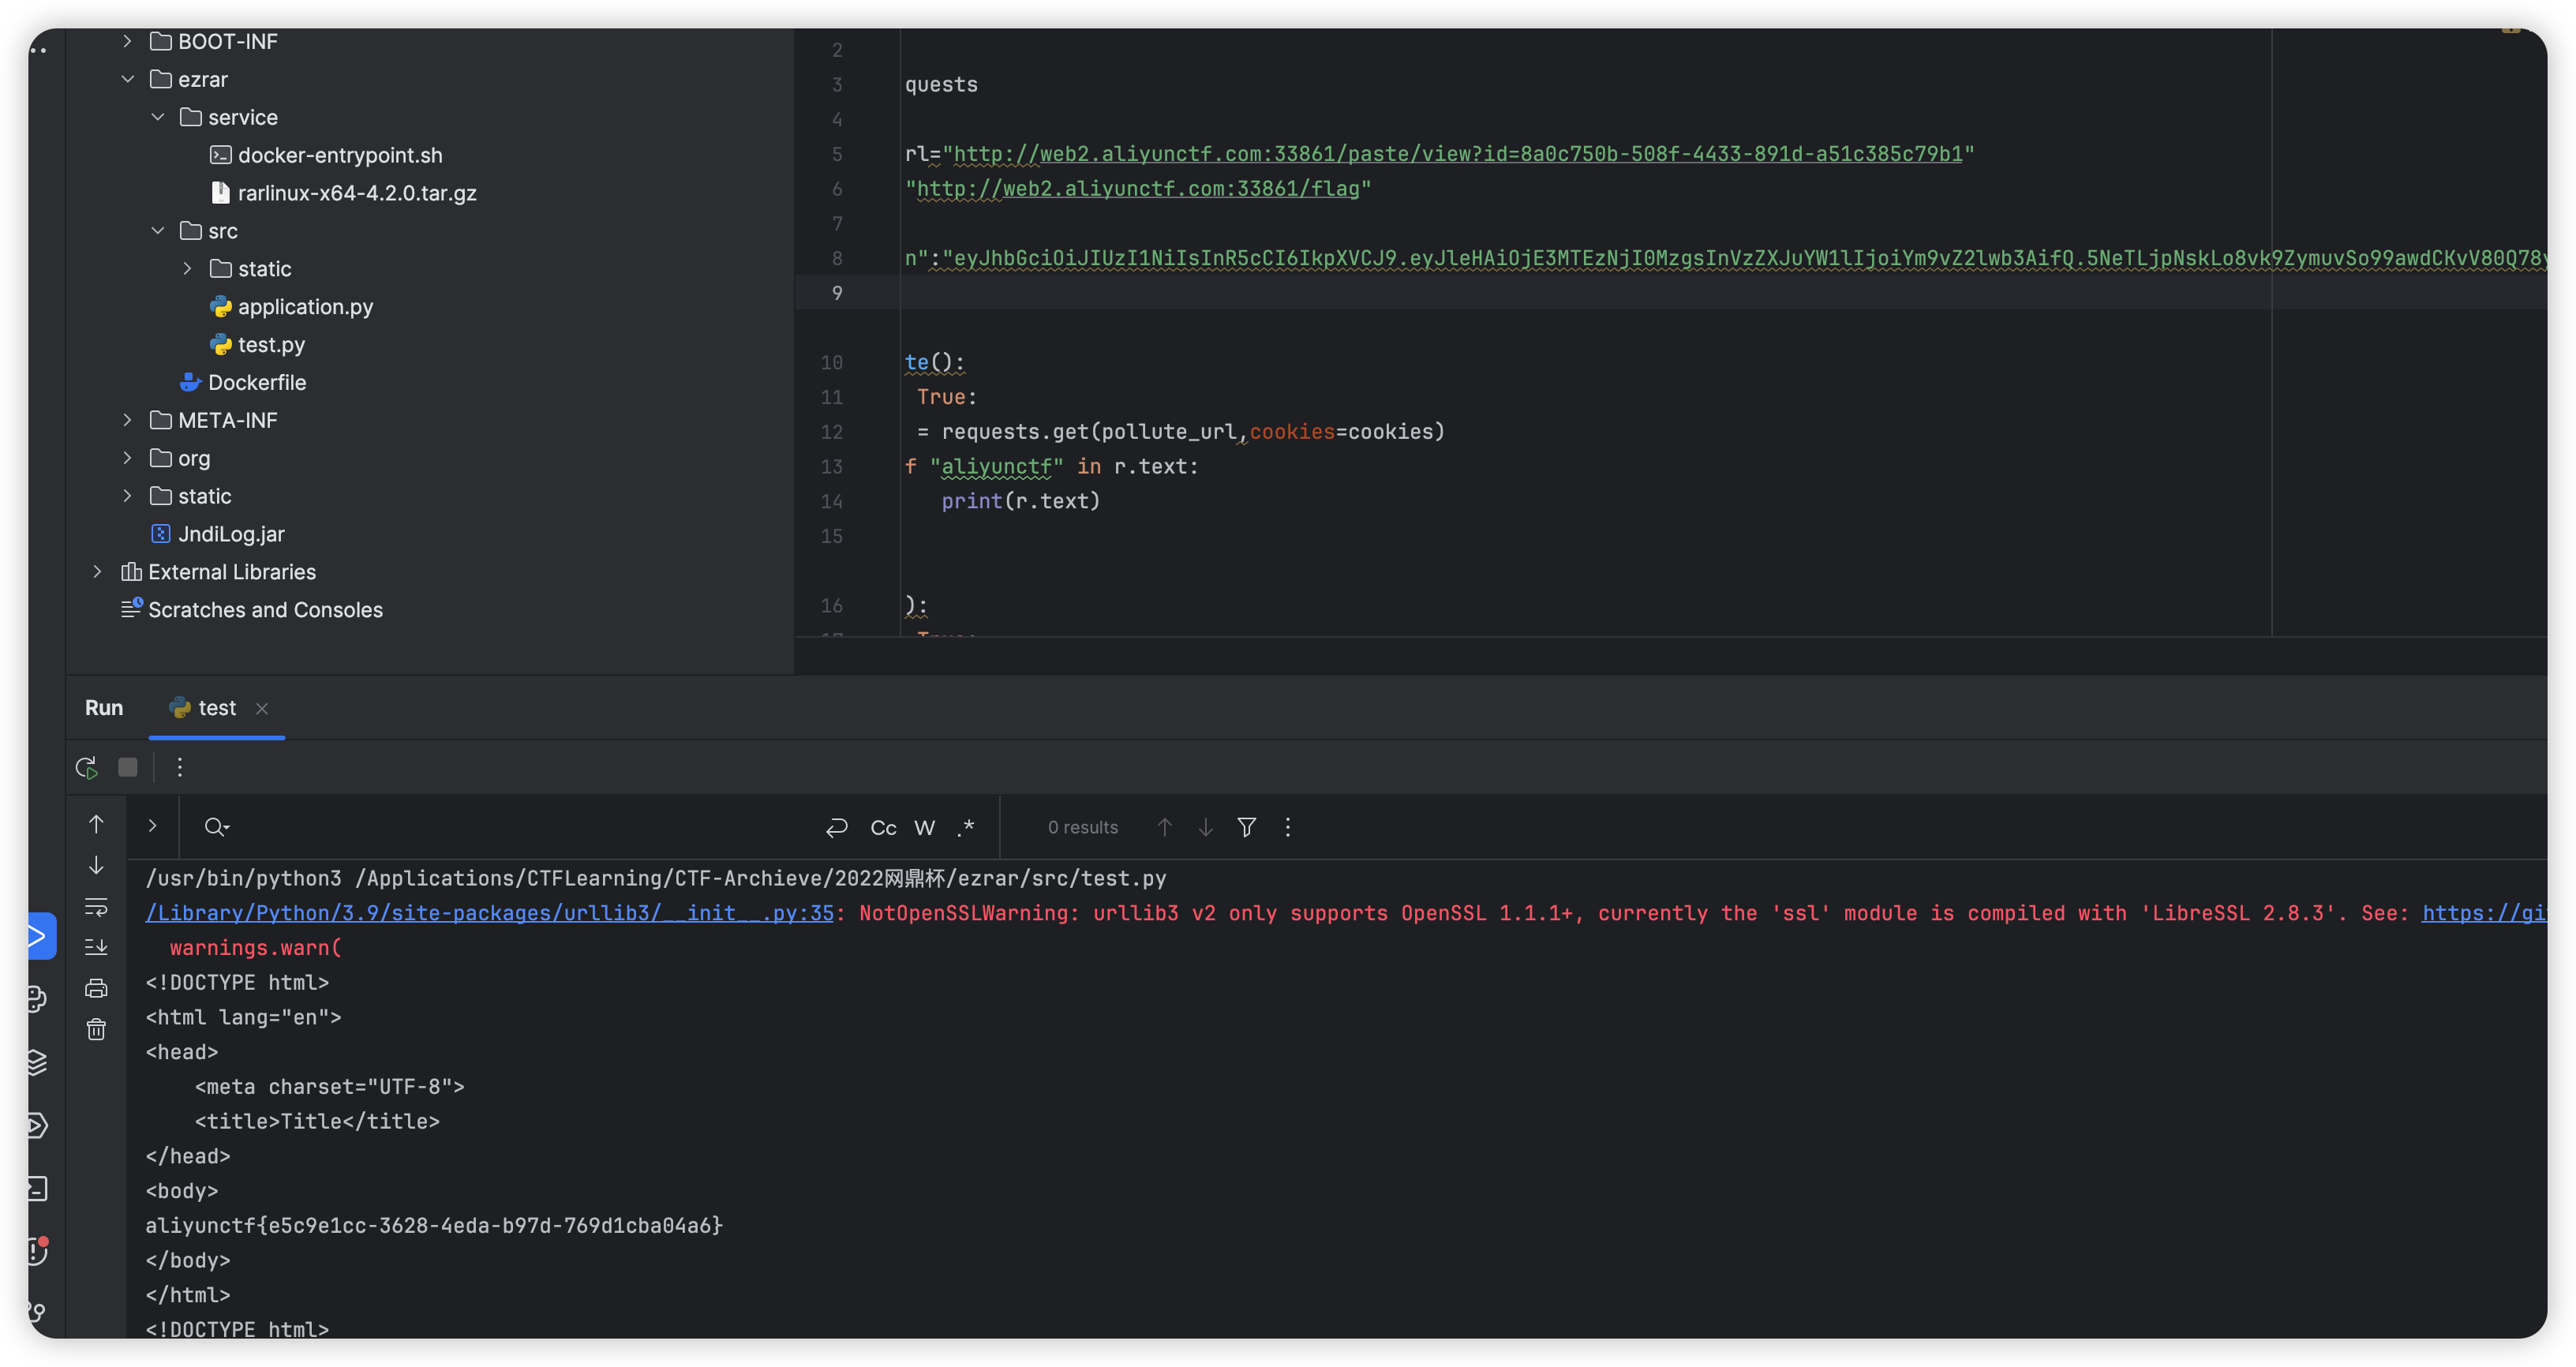 BOOT-INF
ezrar
service
docker-entrypoint.sh
rarlinux-x64-4.2.0.tar.gz
src
static
application.py
test.py
Dockerfile
META-INF
org
static
JndiLog.jar
External Libraries
Scratches and Consoles
2
3 quests
4
5 rl="http://web2.aliyunctf.com:33861/paste/view?id=8a0c750b-508f-4433-891d-a51c385c79b1"
6 "http://web2.aliyunctf.com:33861/flag"
7
8 n":"eyJhbGciOiJIUzI1NiIsInR5cCI6IkpXVCJ9.eyJleHAiOjE3MTEzNjI0MzgsInVzZXJuYW1lIjoiYm9vZ2lwb3AifQ.5NeTLjpNskLo8vk9ZymuvSo99awdCKvV80Q78y
9
10 te():
11 True:
12 = requests.get(pollute_url,cookies=cookies)
13 f "aliyunctf" in r.text:
14 print(r.text)
15
16 ):
17 True:
Run test
Cc W .* 0 results
/usr/bin/python3 /Applications/CTFLearning/CTF-Archieve/2022网鼎杯/ezrar/src/test.py
/Library/Python/3.9/site-packages/urllib3/__init__.py:35: NotOpenSSLWarning: urllib3 v2 only supports OpenSSL 1.1.1+, currently the 'ssl' module is compiled with 'LibreSSL 2.8.3'. See: https://gi
warnings.warn(
<!DOCTYPE html>
<html lang="en">
<head>
<meta charset="UTF-8">
<title>Title</title>
</head>
<body>
aliyunctf{e5c9e1cc-3628-4eda-b97d-769d1cba04a6}
</body>
</html>
<!DOCTYPE html>